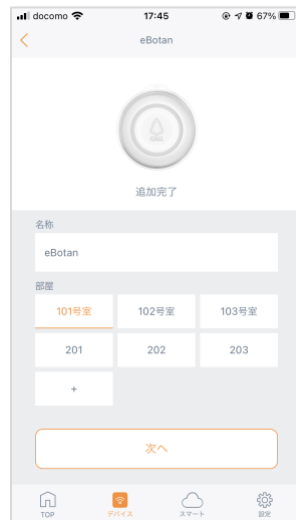 docomo 17:45 67%
eBotan
追加完了
名称
eBotan
部屋
101号室 102号室 103号室
201 202 203
+
次へ
TOP デバイス スマート 設定